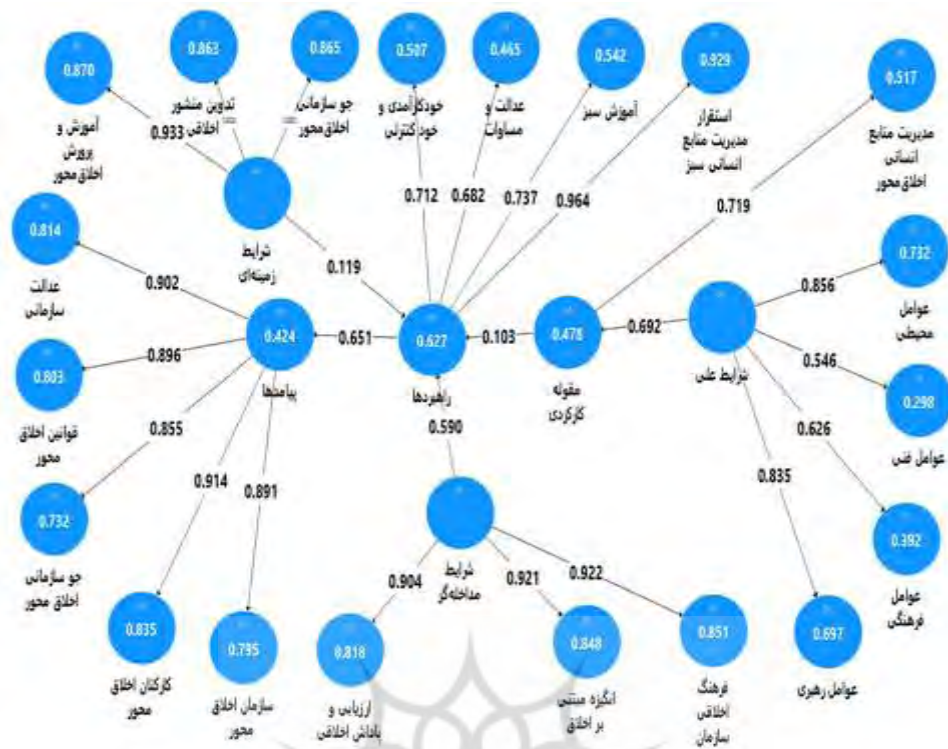 0.863
0.865
0.507
0.465
0.542
0.929
0.870
0.517
تدوین منشور
اخلاقی
جو سازمانی
اخلاق‌محور
خودکارآمدی و
خودکنترلی
عدالت و
مساوات
آموزش سبز
استقرار
مدیریت منابع
انسانی سبز
آموزش و
پرورش
اخلاق‌محور
مدیریت منابع
انسانی
اخلاق‌محور
0.933
0.712
0.682
0.737
0.964
0.719
شرایط
زمینه‌ای
0.119
0.814
عدالت
سازمانی
0.902
0.732
عوامل
محیطی
0.856
0.424
پیامدها
0.651
0.627
راهبردها
0.103
0.478
مقوله
کارکردی
0.692
شرایط علی
0.546
0.298
عوامل فنی
0.896
0.803
قوانین اخلاق
محور
0.855
0.590
0.626
0.835
0.914
0.891
0.732
جو سازمانی
اخلاق محور
شرایط
مداخله‌گر
0.392
عوامل
فرهنگی
0.904
0.921
0.922
0.835
کارکنان اخلاق
محور
0.795
سازمان اخلاق
محور
0.818
ارزیابی و
پاداش اخلاقی
0.848
انگیزه مبتنی
بر اخلاق
0.851
فرهنگ
اخلاقی
سازمان
0.697
عوامل رهبری